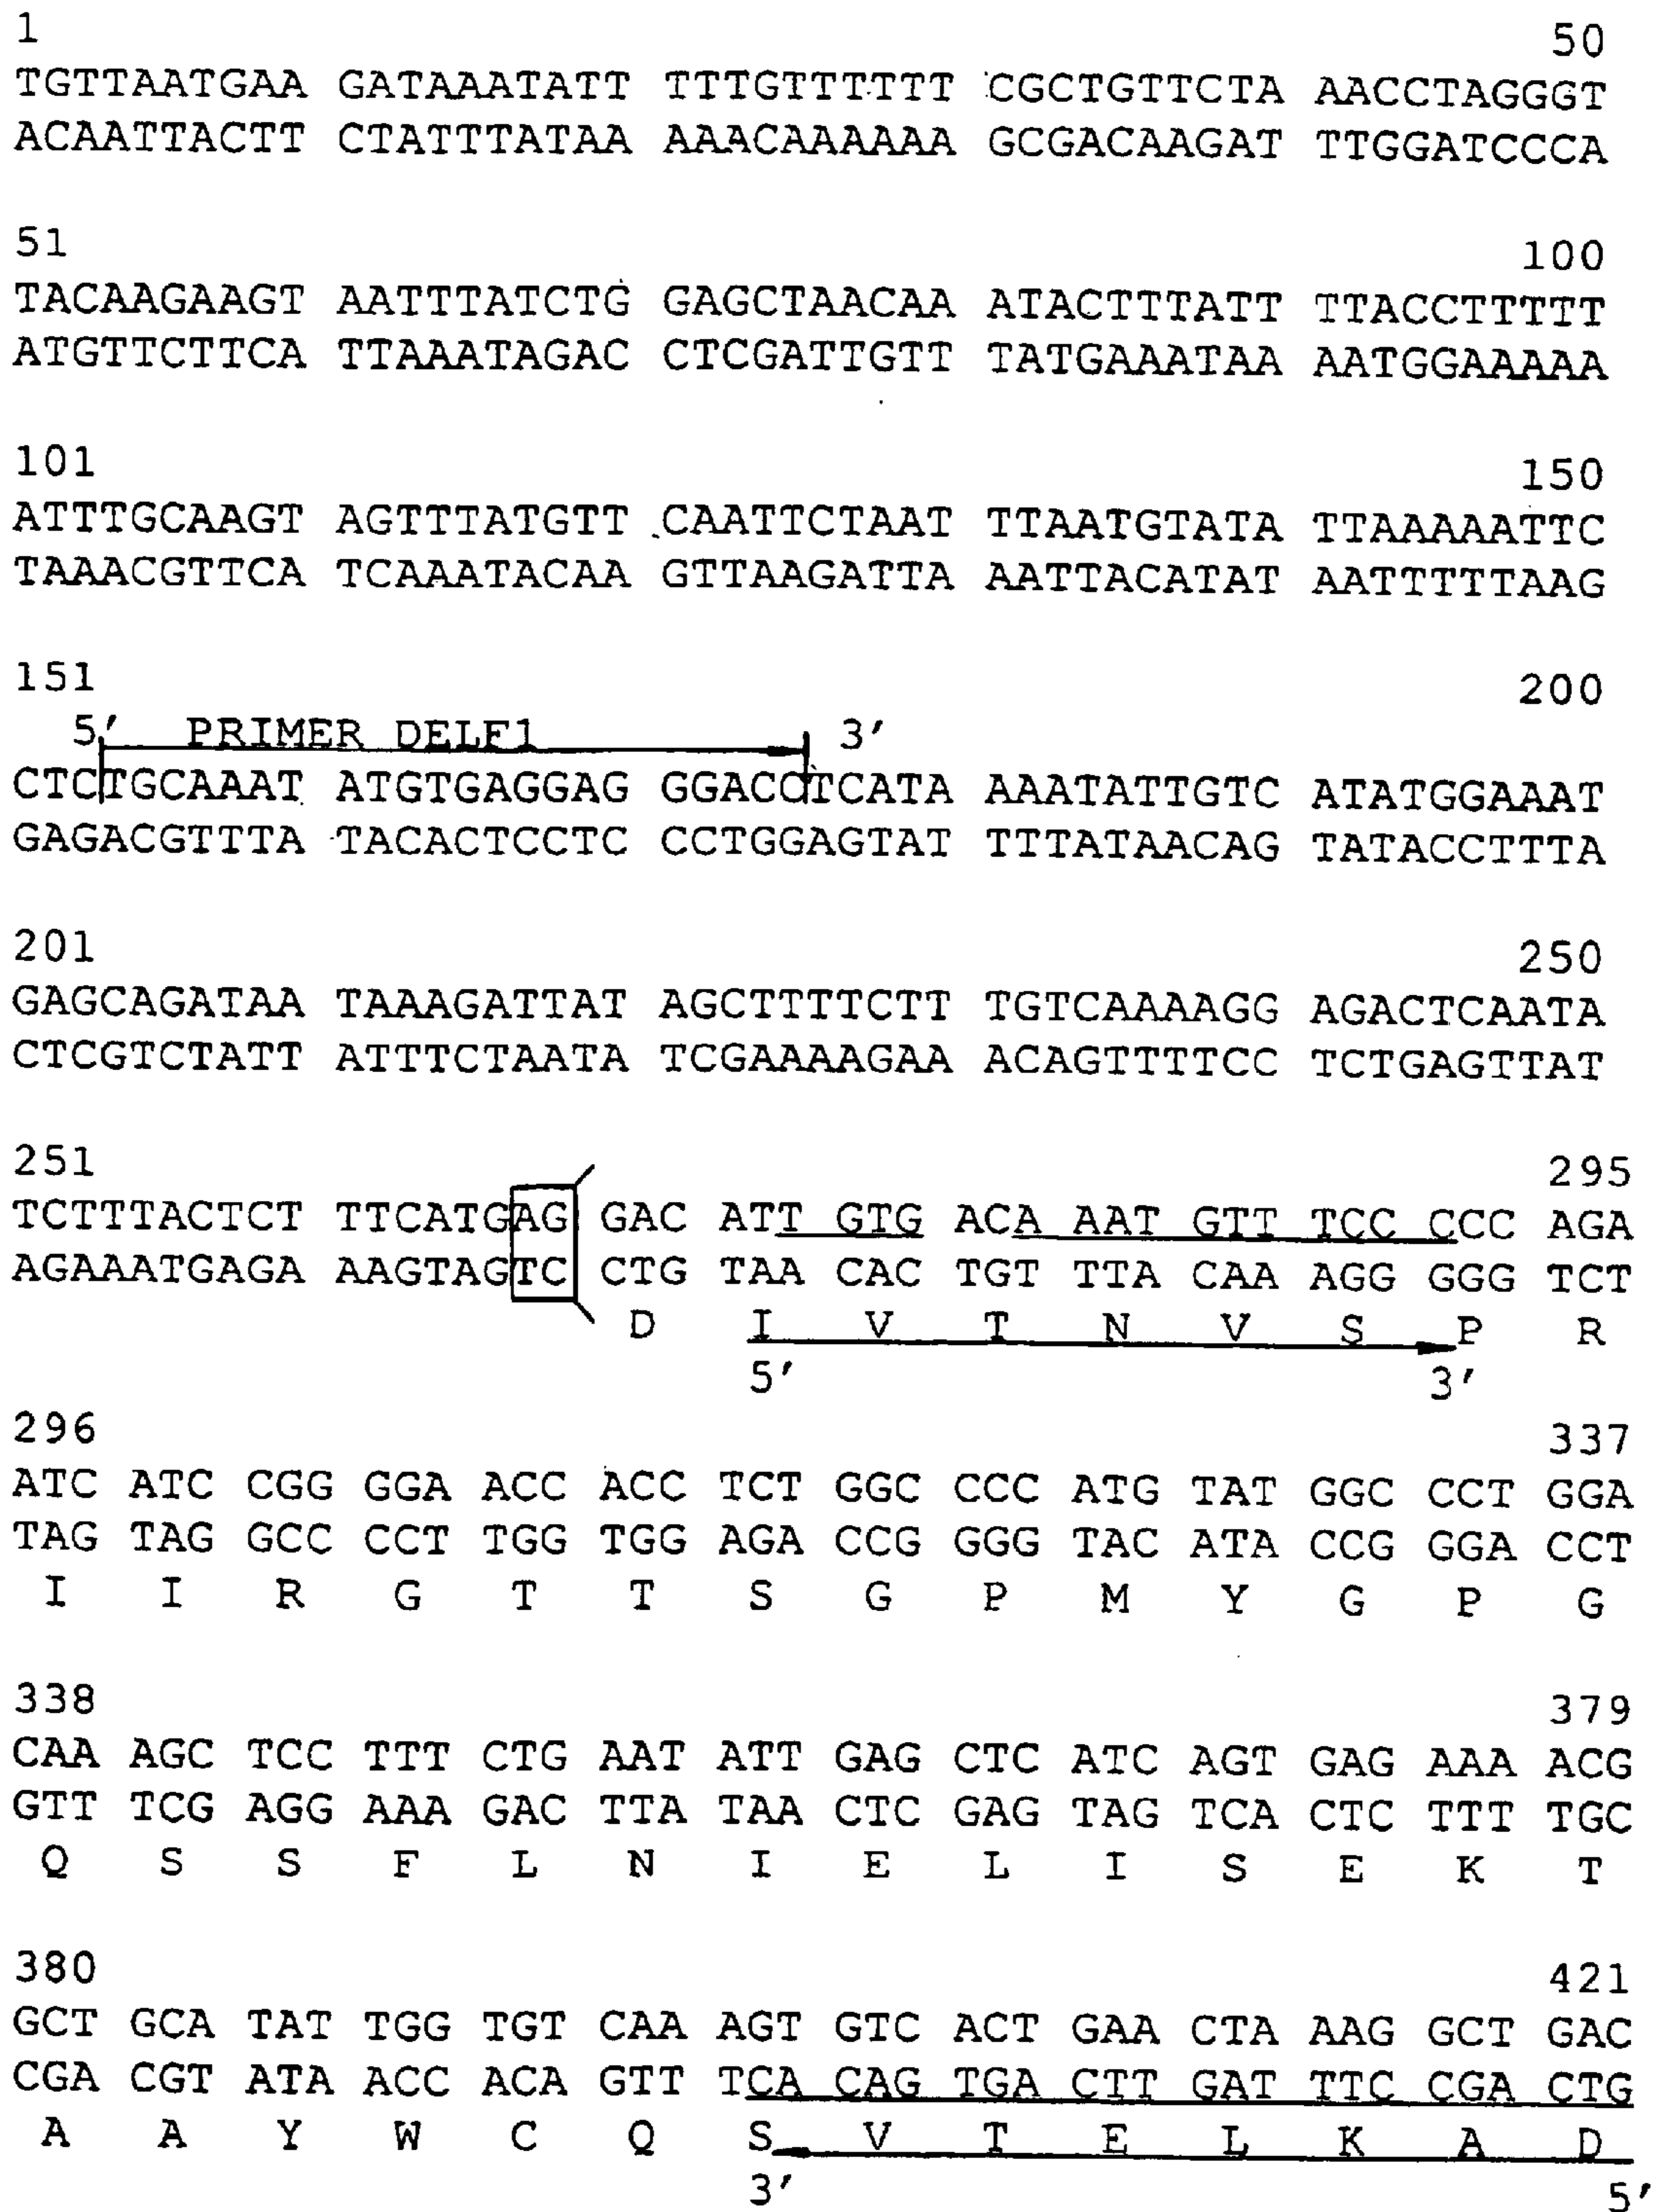 1 50
TGTTAATGAA GATAAATATT TTTGTTTTTT CGCTGTTCTA AACCTAGGGT
ACAATTACTT CTATTTATAA AAACAAAAAA GCGACAAGAT TTGGATCCCA
51 100
TACAAGAAGT AATTTATCTG GAGCTAACAA ATACTTTATT TTACCTTTTT
ATGTTCTTCA TTAAATAGAC CTCGATTGTT TATGAAATAA AATGGAAAAA
101 150
ATTTGCAAGT AGTTTATGTT CAATTCTAAT TTAATGTATA TTAAAAATTC
TAAACGTTCA TCAAATACAA GTTAAGATTA AATTACATAT AATTTTTAAG
151 200
5' PRIMER DELF1 3'
CTCTGCAAAT ATGTGAGGAG GGACCTCATA AAATATTGTC ATATGGAAAT
GAGACGTTTA TACACTCCTC CCTGGAGTAT TTTATAACAG TATACCTTTA
201 250
GAGCAGATAA TAAAGATTAT AGCTTTTCTT TGTCAAAAGG AGACTCAATA
CTCGTCTATT ATTTCTAATA TCGAAAAGAA ACAGTTTTCC TCTGAGTTAT
251 295
TCTTTACTCT TTCATGAG GAC ATT GTG ACA AAT GTT TCC CCC AGA
AGAAATGAGA AAGTAGTC CTG TAA CAC TGT TTA CAA AGG GGG TCT
D I V T N V S P R
5' 3'
296 337
ATC ATC CGG GGA ACC ACC TCT GGC CCC ATG TAT GGC CCT GGA
TAG TAG GCC CCT TGG TGG AGA CCG GGG TAC ATA CCG GGA CCT
I I R G T T S G P M Y G P G
338 379
CAA AGC TCC TTT CTG AAT ATT GAG CTC ATC AGT GAG AAA ACG
GTT TCG AGG AAA GAC TTA TAA CTC GAG TAG TCA CTC TTT TGC
Q S S F L N I E L I S E K T
380 421
GCT GCA TAT TGG TGT CAA AGT GTC ACT GAA CTA AAG GCT GAC
CGA CGT ATA ACC ACA GTT TCA CAG TGA CTT GAT TTC CGA CTG
A A Y W C Q S V T E L K A D
3' 5'